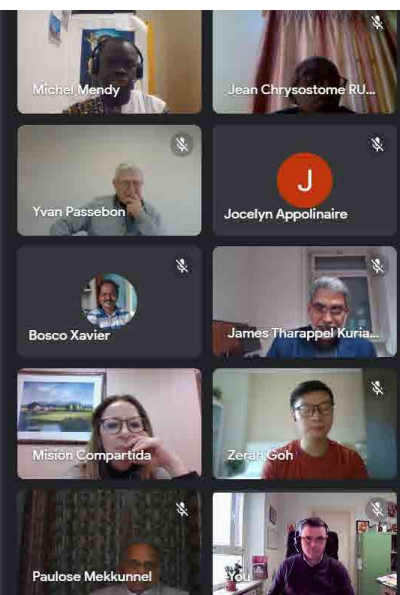 Michel Mendy
Jean Chrysostome RU...
Yvan Passebon
J
Jocelyn Appolinaire
Bosco Xavier
James Tharappel Kuria...
Misión Compartida
Zerah Goh
Paulose Mekkunnel
You